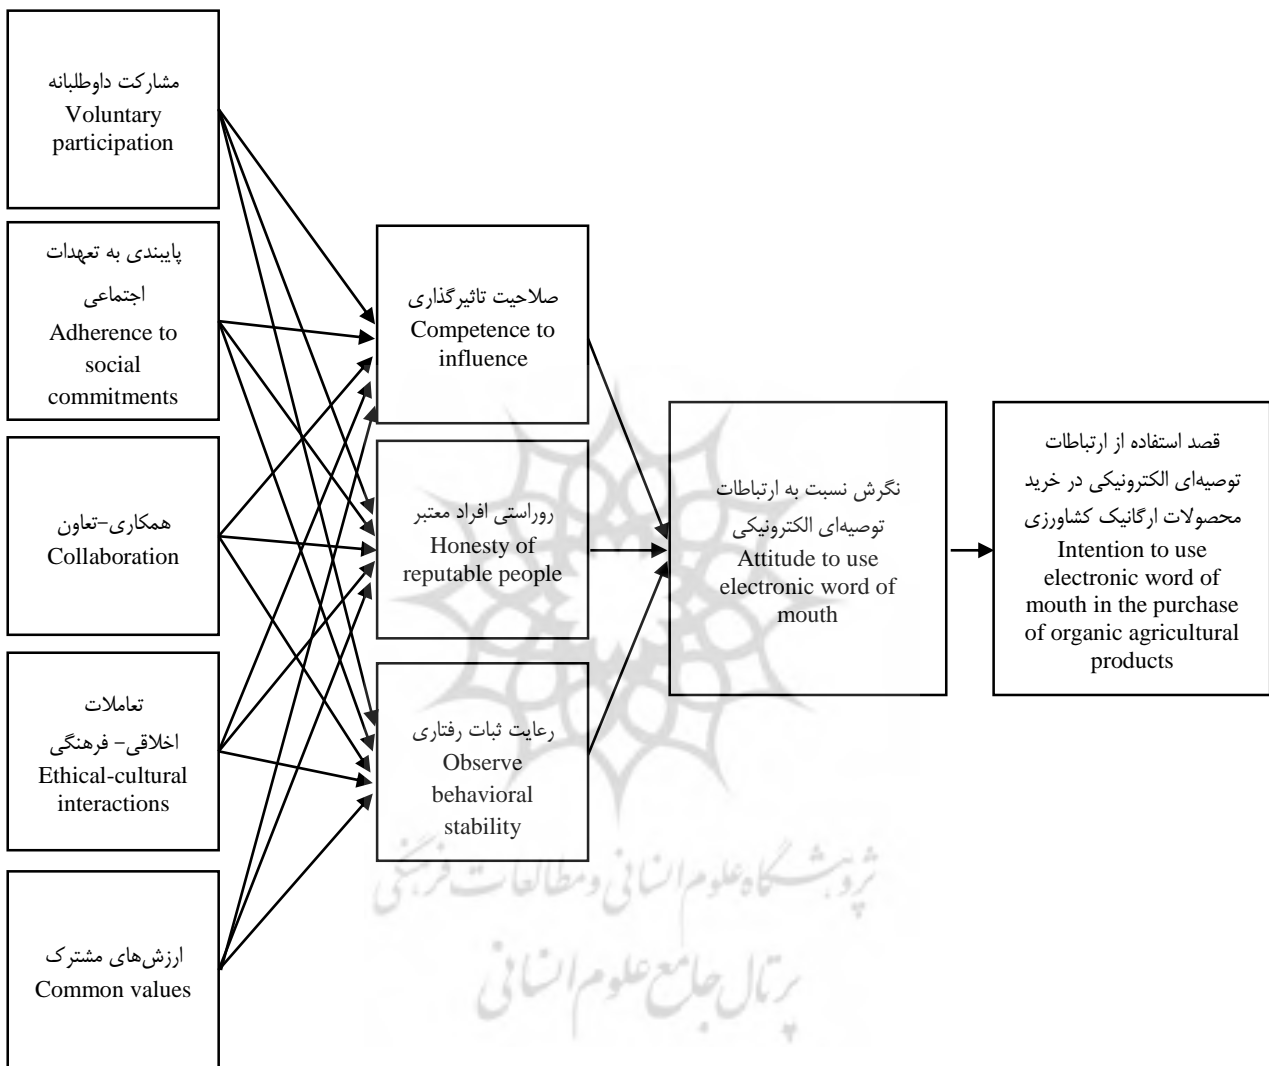 مشارکت داوطلبانه
Voluntary
participation
پایبندی به تعهدات
اجتماعی
Adherence to
social
commitments
همکاری-تعاون
Collaboration
تعاملات
اخلاقی- فرهنگی
Ethical-cultural
interactions
ارزش‌های مشترک
Common values
صلاحیت تاثیرگذاری
Competence to
influence
روراستی افراد معتبر
Honesty of
reputable people
رعایت ثبات رفتاری
Observe
behavioral
stability
نگرش نسبت به ارتباطات
توصیه‌ای الکترونیکی
Attitude to use
electronic word of
mouth
قصد استفاده از ارتباطات
توصیه‌ای الکترونیکی در خرید
محصولات ارگانیک کشاورزی
Intention to use
electronic word of
mouth in the purchase
of organic agricultural
products
پژوهشگاه علوم انسانی و مطالعات فرهنگی
پرتال جامع علوم انسانی